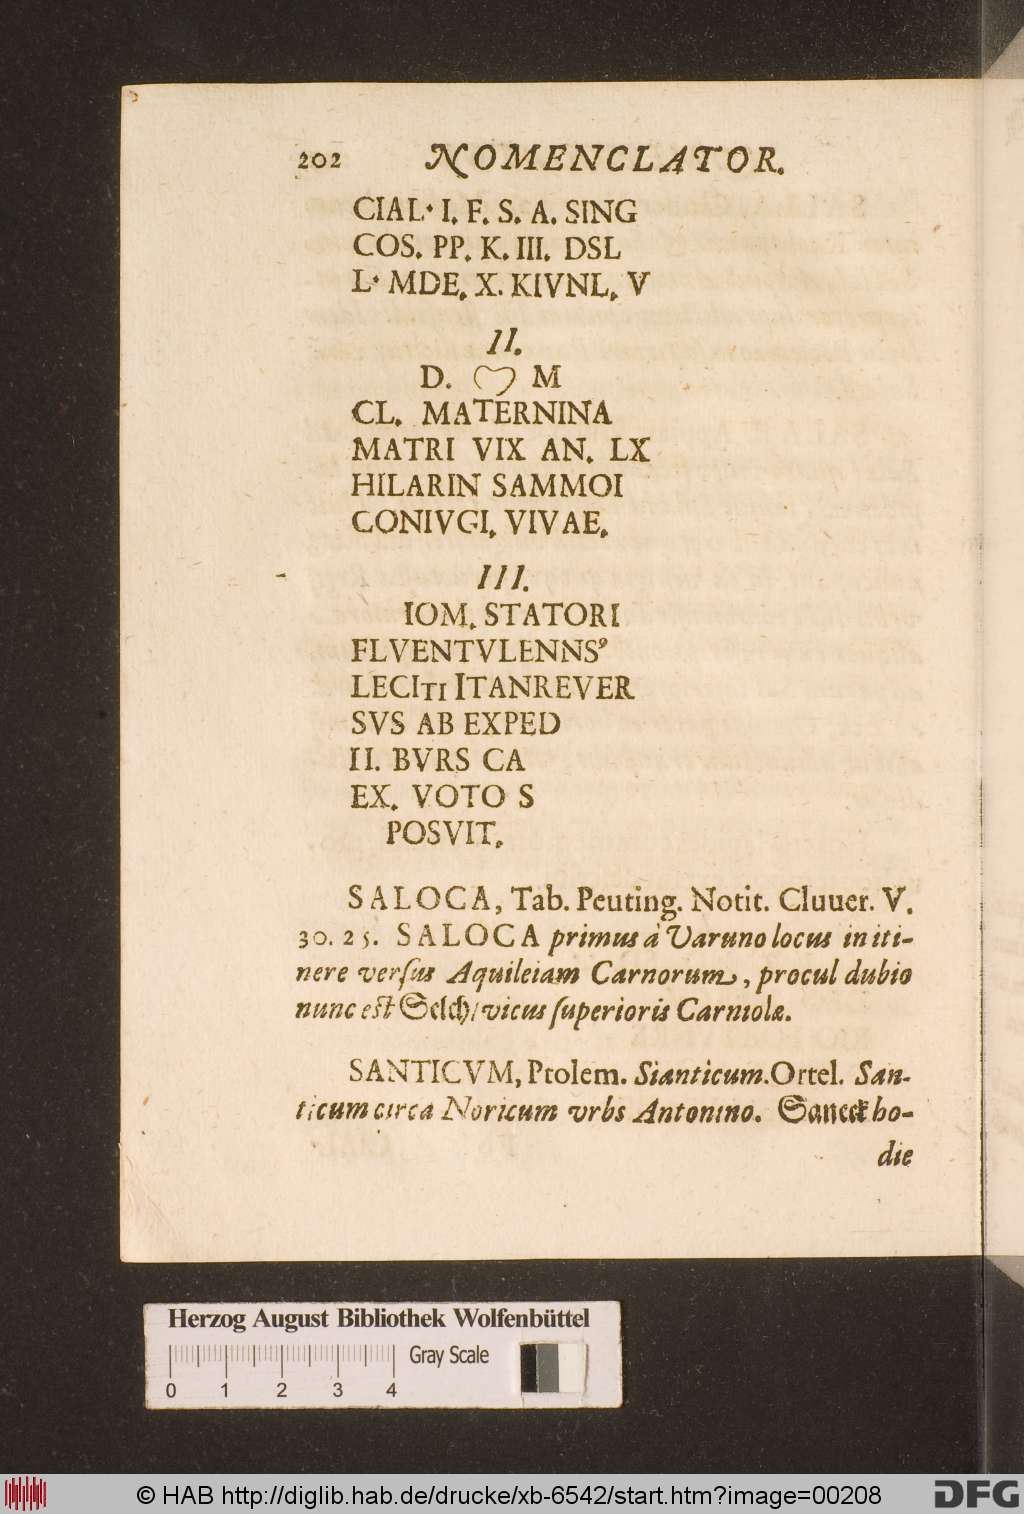 202 NOMENCLATOR.
CIAL· I. F. S. A. SING
COS. PP. K. III. DSL
L· MDE. X. KIVNL. V
II.
D. M
CL. MATERNINA
MATRI VIX AN. LX
HILARIN SAMMOI
CONIVGI. VIVAE.
III.
IOM. STATORI
FLVENTVLENNSꝰ
LECITI ITANREVER
SVS AB EXPED
II. BVRS CA
EX. VOTO S
POSVIT.
SALOCA, Tab. Peuting. Notit. Cluuer. V.
30. 25. SALOCA primus à Varuno locus in iti-
nere versus Aquileiam Carnorum, procul dubio
nunc est Selch/ vicus superioris Carniolæ.
SANTICVM, Ptolem. Sianticum. Ortel. San-
ticum circa Noricum vrbs Antonino. Saneck ho-
die
Herzog August Bibliothek Wolfenbüttel
Gray Scale
0 1 2 3 4
© HAB http://diglib.hab.de/drucke/xb-6542/start.htm?image=00208
DFG